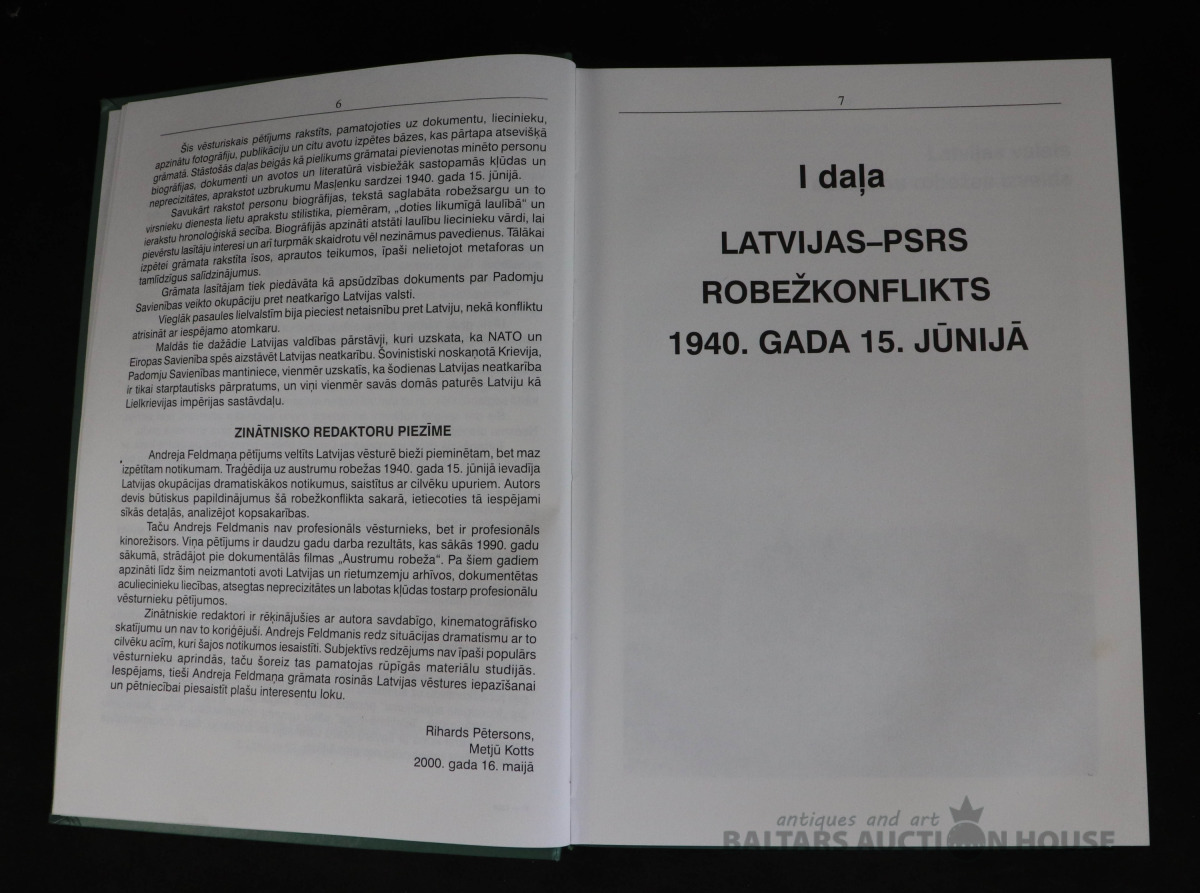 6
Šis vēsturiskais pētījums rakstīts, pamatojoties uz dokumentu, liecinieku,
apzinātu fotogrāfiju, publikāciju un citu avotu izpētes bāzes, kas pārtapa atsevišķā
grāmatā. Stāstošās daļas beigās kā pielikums grāmatai pievienotas minēto personu
biogrāfijas, dokumenti un avotos un literatūrā visbiežāk sastopamās kļūdas un
neprecizitātes, aprakstot uzbrukumu Masļenku sardzei 1940. gada 15. jūnijā.
Savukārt rakstot personu biogrāfijas, tekstā saglabāta robežsargu un to
virsnieku dienesta lietu aprakstu stilistika, piemēram, „doties likumīgā laulībā“ un
ierakstu hronoloģiskā secība. Biogrāfijās apzināti atstāti laulību liecinieku vārdi, lai
pievērstu lasītāju interesi un arī turpmāk skaidrotu vēl nezināmus pavedienus. Tālākai
izpētei grāmata rakstīta īsos, aprautos teikumos, īpaši nelietojot metaforas un
tamlīdzīgus salīdzinājumus.
Grāmata lasītājam tiek piedāvāta kā apsūdzības dokuments par Padomju
Savienības veikto okupāciju pret neatkarīgo Latvijas valsti.
Vieglāk pasaules lielvalstīm bija pieciest netaisnību pret Latviju, nekā konfliktu
atrisināt ar iespējamo atomkaru.
Maldās tie dažādie Latvijas valdības pārstāvji, kuri uzskata, ka NATO un
Eiropas Savienība spēs aizstāvēt Latvijas neatkarību. Šovinistiski noskaņotā Krievija,
Padomju Savienības mantiniece, vienmēr uzskatīs, ka šodienas Latvijas neatkarība
ir tikai starptautisks pārpratums, un viņi vienmēr savās domās paturēs Latviju kā
Lielkrievijas impērijas sastāvdaļu.
ZINĀTNISKO REDAKTORU PIEZĪME
Andreja Feldmaņa pētījums veltīts Latvijas vēsturē bieži pieminētam, bet maz
izpētītam notikumam. Traģēdija uz austrumu robežas 1940. gada 15. jūnijā ievadīja
Latvijas okupācijas dramatiskākos notikumus, saistītus ar cilvēku upuriem. Autors
devis būtiskus papildinājumus šā robežkonflikta sakarā, ietiecoties tā iespējami
sīkās detaļās, analizējot kopsakarības.
Taču Andrejs Feldmanis nav profesionāls vēsturnieks, bet ir profesionāls
kinorežisors. Viņa pētījums ir daudzu gadu darba rezultāts, kas sākās 1990. gadu
sākumā, strādājot pie dokumentālās filmas „Austrumu robeža“. Pa šiem gadiem
apzināti līdz šim neizmantoti avoti Latvijas un rietumzemju arhīvos, dokumentētas
aculiecinieku liecības, atsegtas neprecizitātes un labotas kļūdas tostarp profesionālu
vēsturnieku pētījumos.
Zinātniskie redaktori ir rēķinājušies ar autora savdabīgo, kinematogrāfisko
skatījumu un nav to koriģējuši. Andrejs Feldmanis redz situācijas dramatismu ar to
cilvēku acīm, kuri šajos notikumos iesaistīti. Subjektīvs redzējums nav īpaši populārs
vēsturnieku aprindās, taču šoreiz tas pamatojas rūpīgās materiālu studijās.
Iespējams, tieši Andreja Feldmaņa grāmata rosinās Latvijas vēstures iepazīšanai
un pētniecībai piesaistīt plašu interesentu loku.
Rihards Pētersons,
Metjū Kotts
2000. gada 16. maijā
7
I daļa
LATVIJAS–PSRS
ROBEŽKONFLIKTS
1940. GADA 15. JŪNIJĀ
antiques and art
BALTARS AUCTION HOUSE